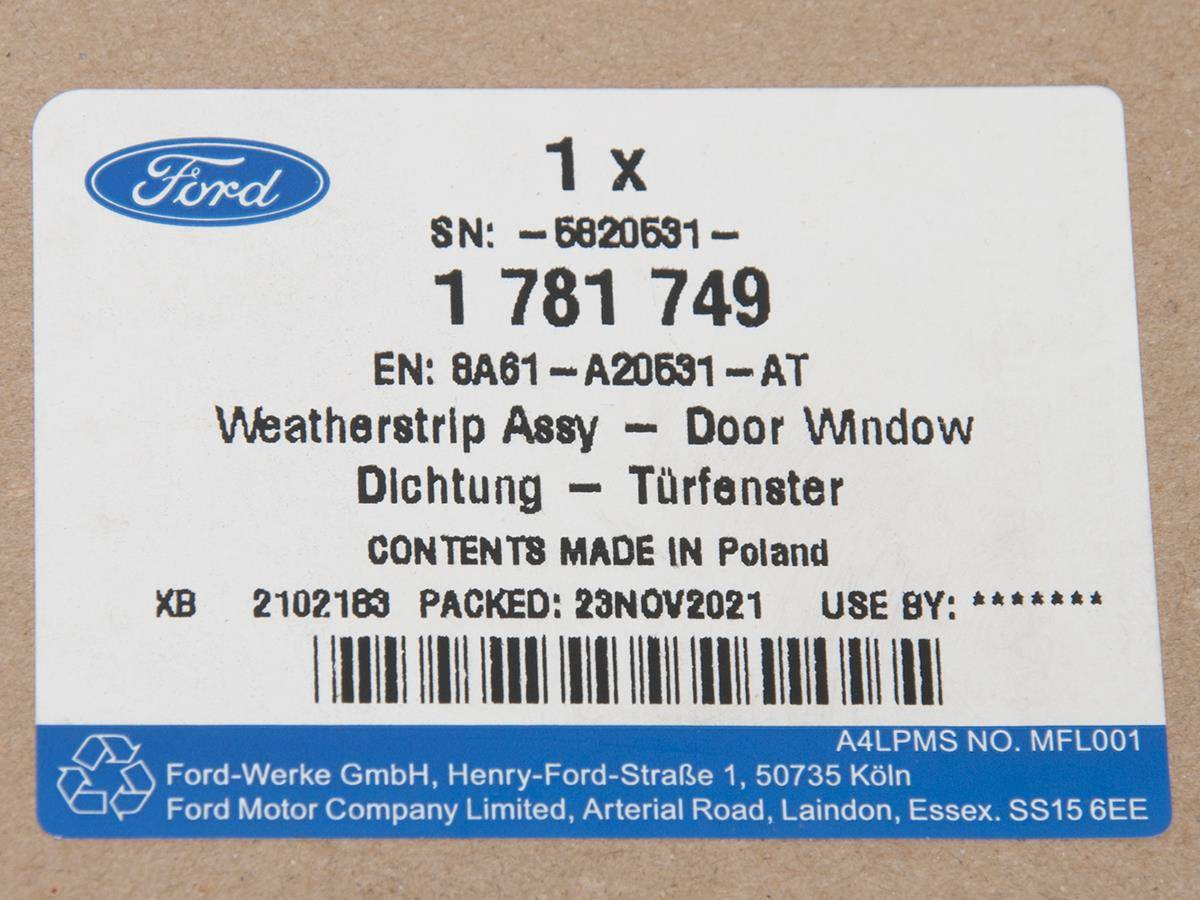 Ford
1 x
SN: -5820531-
1 781 749
EN: 8A61-A20531-AT
Weatherstrip Assy - Door Window
Dichtung - Türfenster
CONTENTS MADE IN Poland
XB 2102183 PACKED: 23NOV2021 USE BY: *******
A4LPMS NO. MFL001
Ford-Werke GmbH, Henry-Ford-Straße 1, 50735 Köln
Ford Motor Company Limited, Arterial Road, Laindon, Essex. SS15 6EE